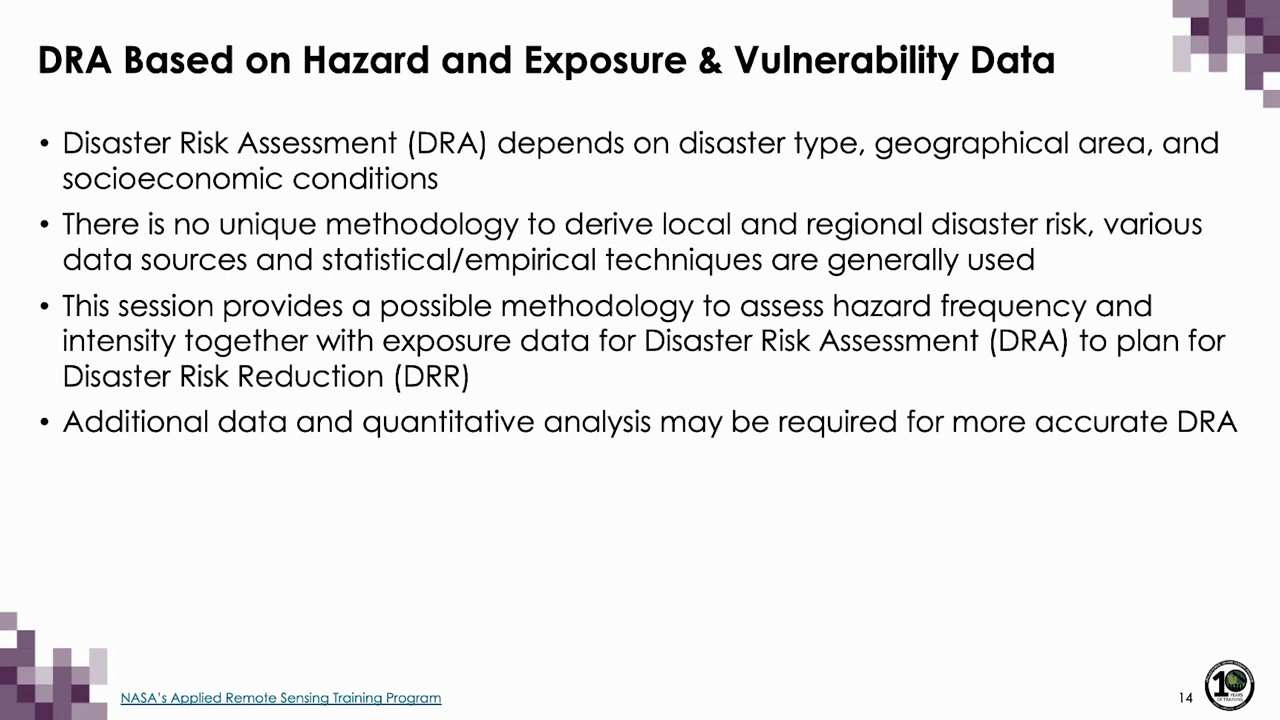 DRA Based on Hazard and Exposure & Vulnerability Data
• Disaster Risk Assessment (DRA) depends on disaster type, geographical area, and
socioeconomic conditions
• There is no unique methodology to derive local and regional disaster risk, various
data sources and statistical/empirical techniques are generally used
• This session provides a possible methodology to assess hazard frequency and
intensity together with exposure data for Disaster Risk Assessment (DRA) to plan for
Disaster Risk Reduction (DRR)
• Additional data and quantitative analysis may be required for more accurate DRA
NASA's Applied Remote Sensing Training Program
14
10
YEARS
OF TRAINING